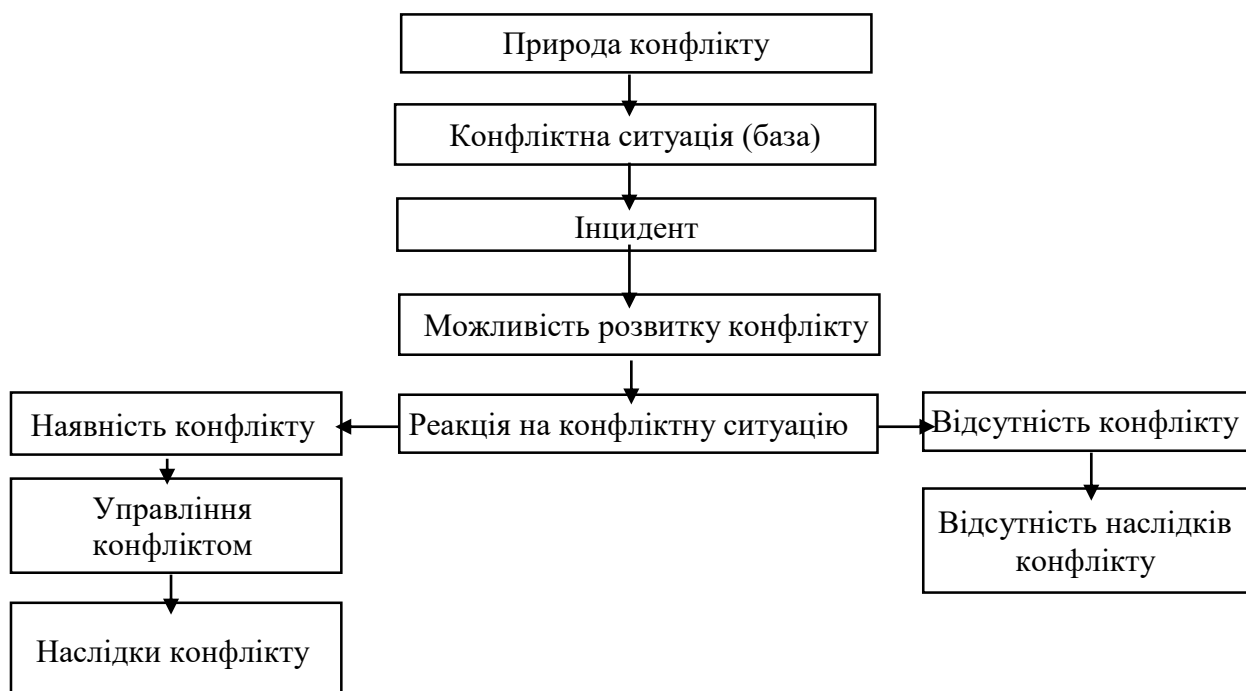 Природа конфлікту
Конфліктна ситуація (база)
Інцидент
Можливість розвитку конфлікту
Наявність конфлікту
Реакція на конфліктну ситуацію
Відсутність конфлікту
Управління
конфліктом
Відсутність наслідків
конфлікту
Наслідки конфлікту